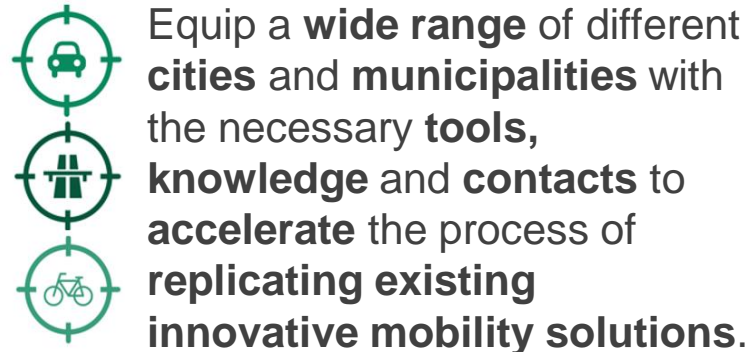 Equip a wide range of different
cities and municipalities with
the necessary tools,
knowledge and contacts to
accelerate the process of
replicating existing
innovative mobility solutions.